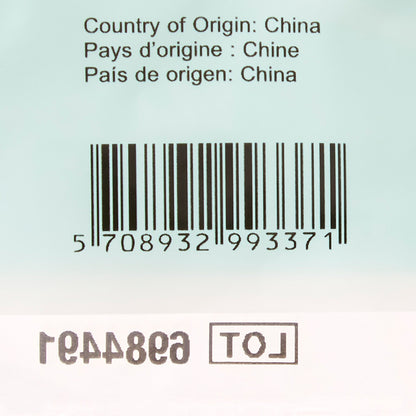 Country of Origin: China
Pays d'origine : Chine
País de origen: China
5 708932 993371
LOT 6984491